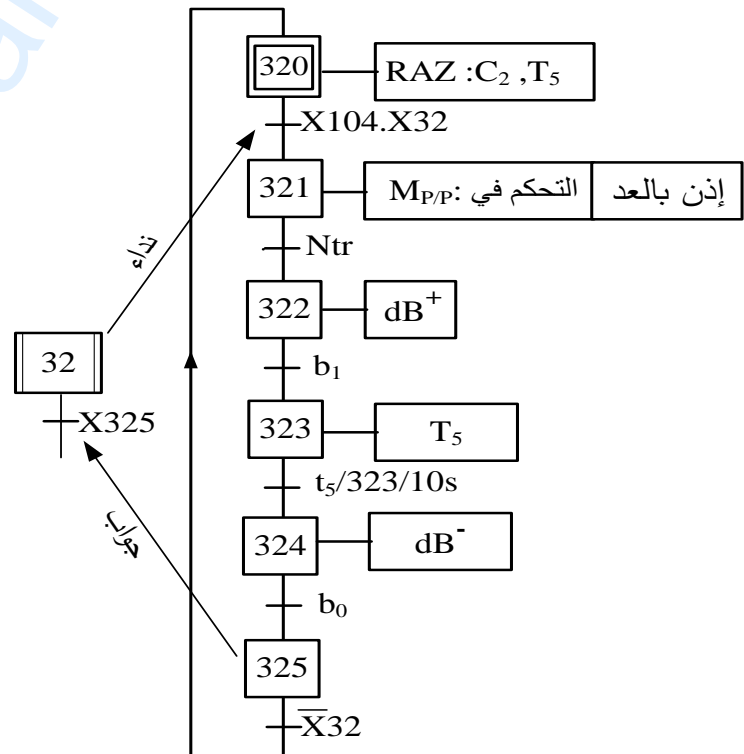 320 RAZ :C₂ ,T₅
X104.X32
نداء
321 التحكم في :M_P/P إذن بالعد
Ntr
322 dB⁺
32
b₁
X325
323 T₅
t₅/323/10s
جواب
324 dB⁻
b₀
325
X̅32